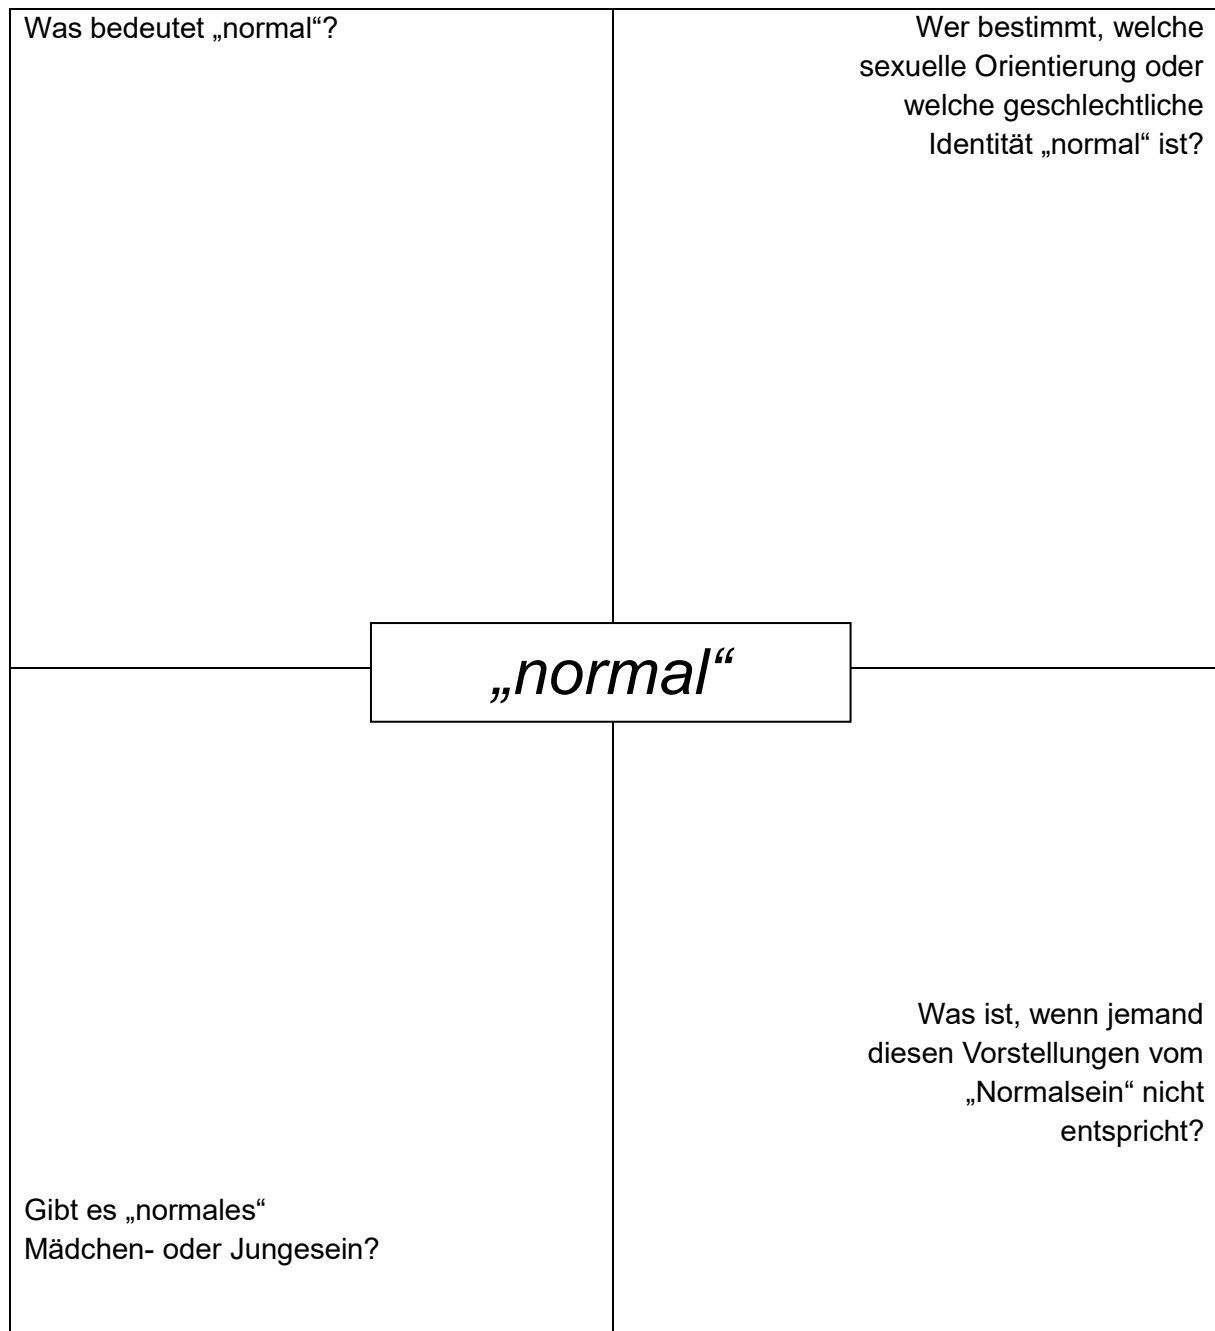 Was bedeutet „normal“?
Wer bestimmt, welche
sexuelle Orientierung oder
welche geschlechtliche
Identität „normal“ ist?
„normal“
Was ist, wenn jemand
diesen Vorstellungen vom
„Normalsein“ nicht
entspricht?
Gibt es „normales“
Mädchen- oder Jungesein?